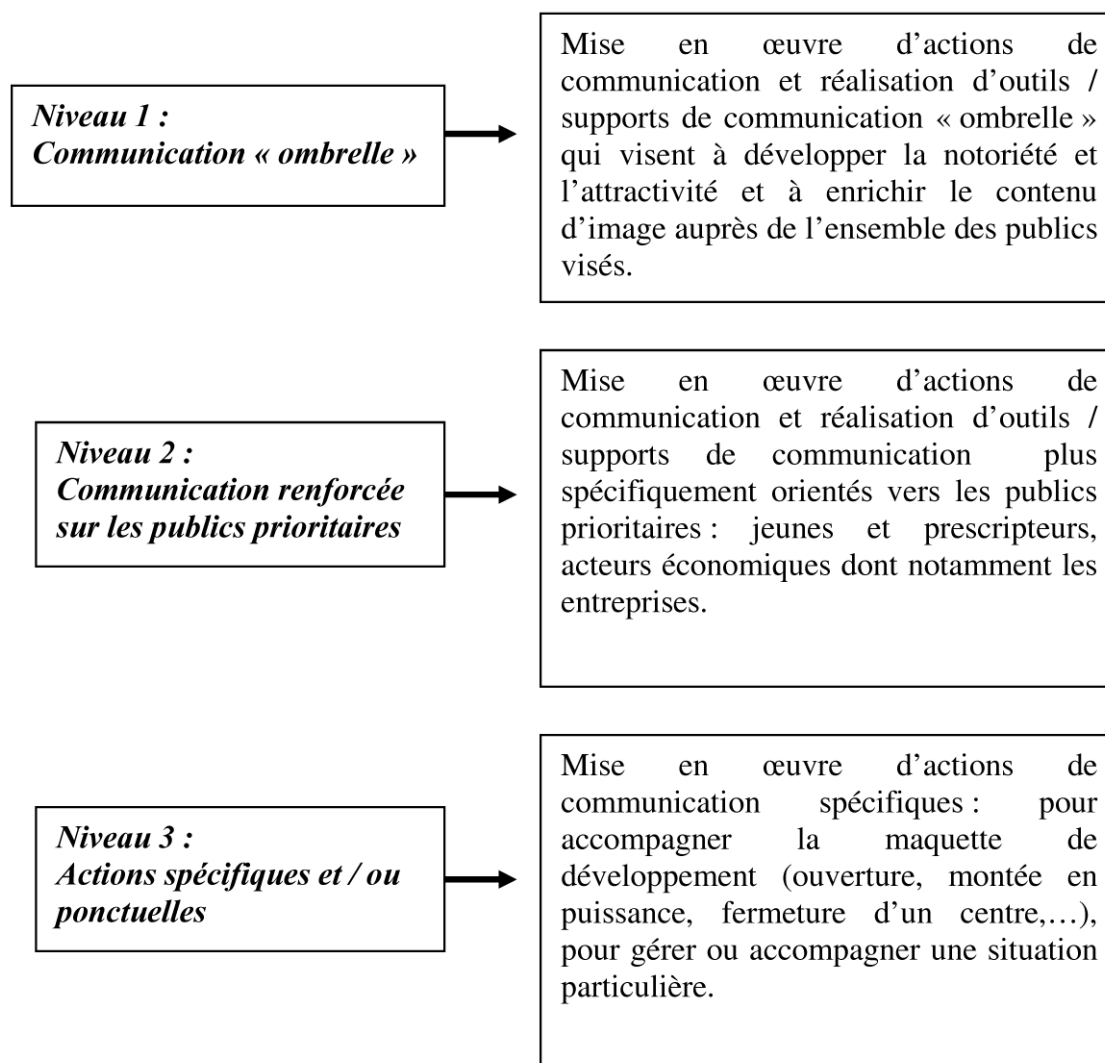 Niveau 1 :
Communication « ombrelle »
Mise en œuvre d’actions de
communication et réalisation d’outils /
supports de communication « ombrelle »
qui visent à développer la notoriété et
l’attractivité et à enrichir le contenu
d’image auprès de l’ensemble des publics
visés.
Niveau 2 :
Communication renforcée
sur les publics prioritaires
Mise en œuvre d’actions de
communication et réalisation d’outils /
supports de communication plus
spécifiquement orientés vers les publics
prioritaires : jeunes et prescripteurs,
acteurs économiques dont notamment les
entreprises.
Niveau 3 :
Actions spécifiques et / ou
ponctuelles
Mise en œuvre d’actions de
communication spécifiques : pour
accompagner la maquette de
développement (ouverture, montée en
puissance, fermeture d’un centre,…),
pour gérer ou accompagner une situation
particulière.